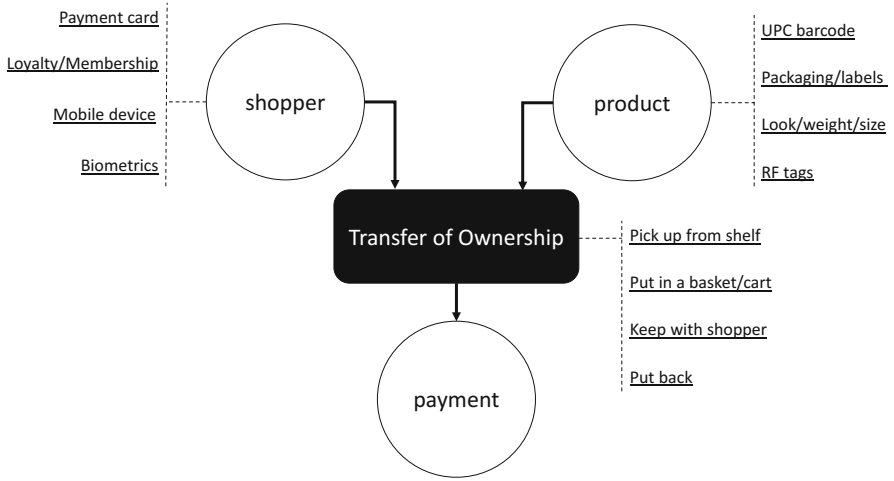 Payment card
Loyalty/Membership
Mobile device
Biometrics
shopper
product
UPC barcode
Packaging/labels
Look/weight/size
RF tags
Transfer of Ownership
Pick up from shelf
Put in a basket/cart
Keep with shopper
Put back
payment